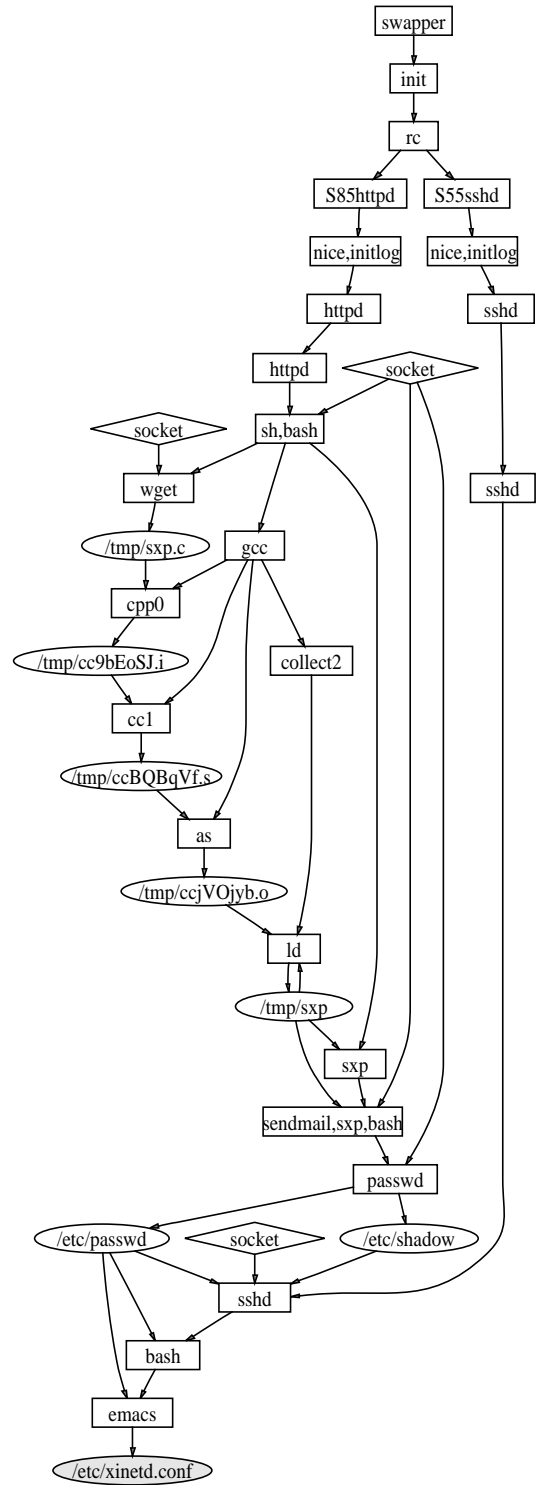 swapper
init
rc
S85httpd
S55sshd
nice,initlog
nice,initlog
httpd
sshd
httpd
socket
socket
sh,bash
wget
sshd
/tmp/sxp.c
gcc
cpp0
/tmp/cc9bEoSJ.i
collect2
cc1
/tmp/ccBQBqVf.s
as
/tmp/ccjVOjyb.o
ld
/tmp/sxp
sxp
sendmail,sxp,bash
passwd
/etc/passwd
socket
/etc/shadow
sshd
bash
emacs
/etc/xinetd.conf